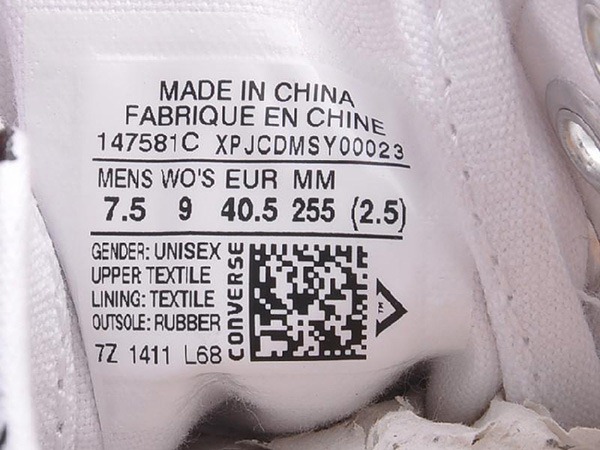 MADE IN CHINA
FABRIQUE EN CHINE
147581C XPJCDMSY00023
MENS WO'S EUR MM
7.5 9 40.5 255 (2.5)
GENDER: UNISEX
UPPER TEXTILE
LINING: TEXTILE
OUTSOLE: RUBBER
7Z 1411 L68
CONVERSE
TM